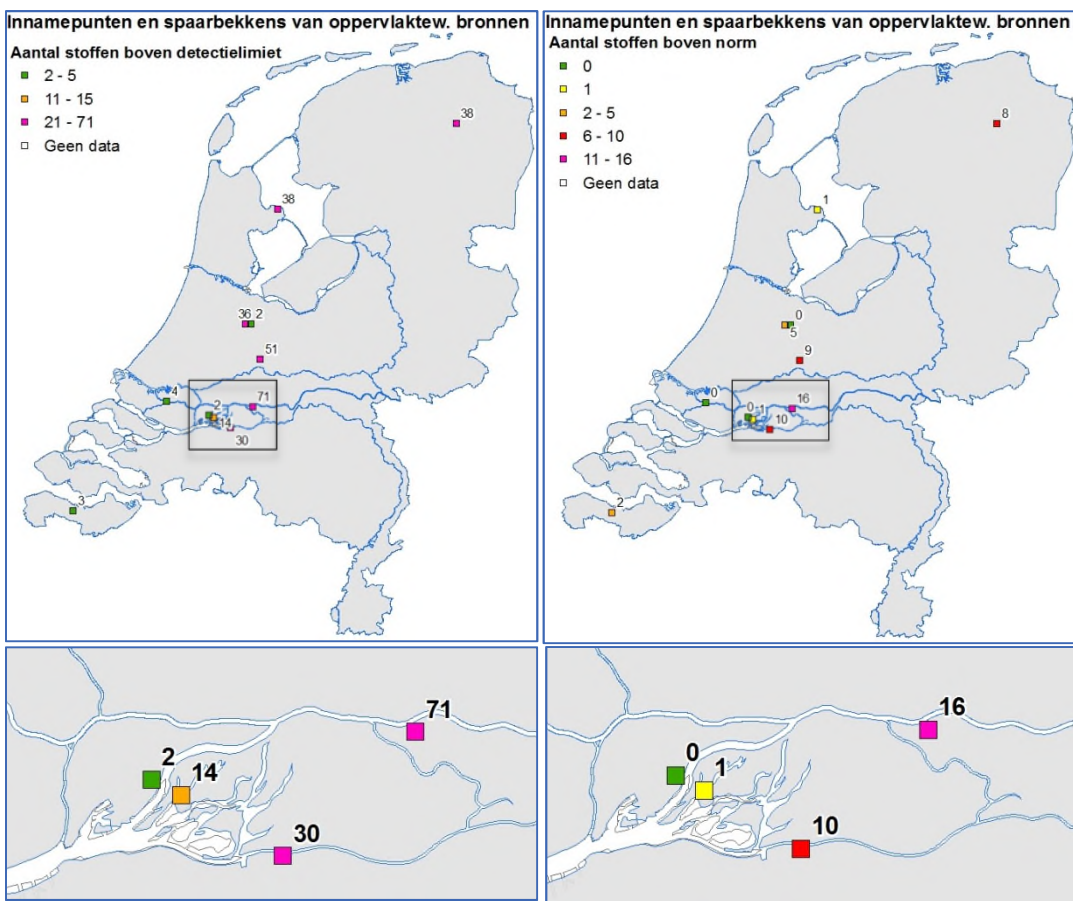 Innamepunten en spaarbekkens van oppervlaktew. bronnen
Aantal stoffen boven detectielimiet
2 - 5
11 - 15
21 - 71
Geen data
38
38
36 2
51
4
71
2
14
30
3
Innamepunten en spaarbekkens van oppervlaktew. bronnen
Aantal stoffen boven norm
0
1
2 - 5
6 - 10
11 - 16
Geen data
8
1
0
5
9
0
16
0
1
10
2
71
2
14
30
16
0
1
10